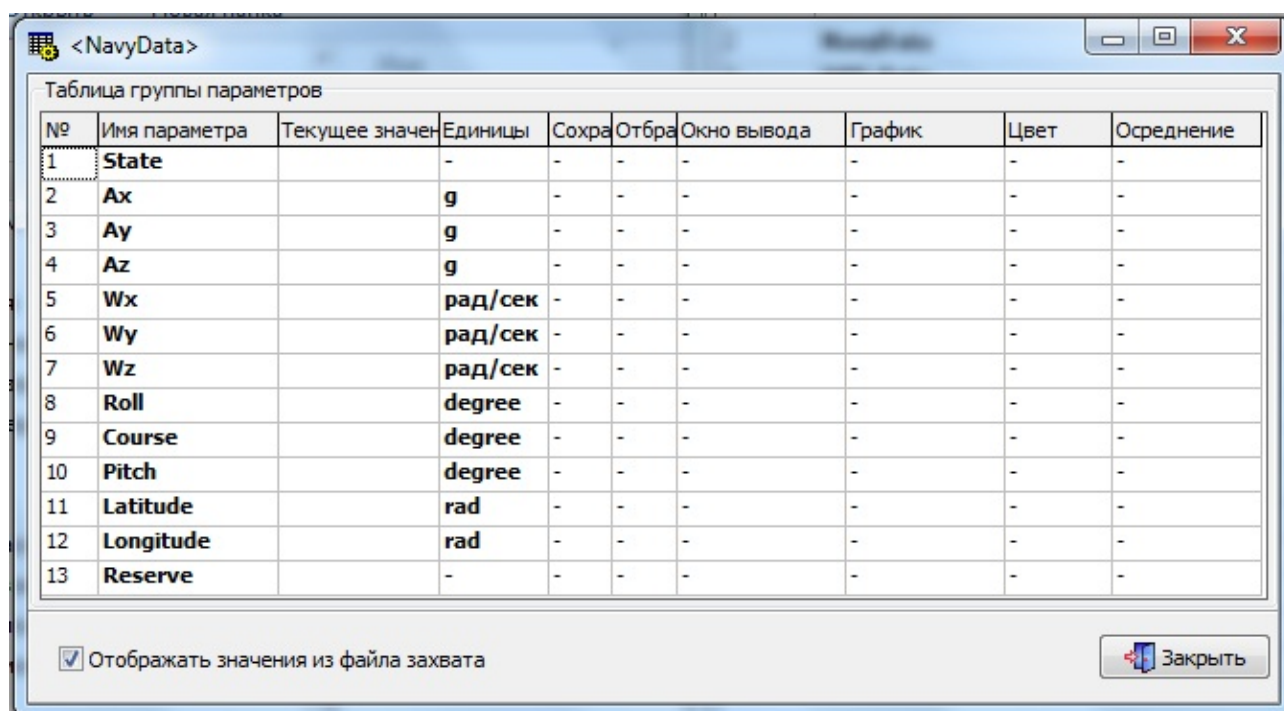 <NavyData>
Таблица группы параметров
№ Имя параметра Текущее значен Единицы Сохра Отбра Окно вывода График Цвет Осреднение
1 State - - - - - - -
2 Ax g - - - - - -
3 Ay g - - - - - -
4 Az g - - - - - -
5 Wx рад/сек - - - - - -
6 Wy рад/сек - - - - - -
7 Wz рад/сек - - - - - -
8 Roll degree - - - - - -
9 Course degree - - - - - -
10 Pitch degree - - - - - -
11 Latitude rad - - - - - -
12 Longitude rad - - - - - -
13 Reserve - - - - - - -
Отображать значения из файла захвата
Закрыть